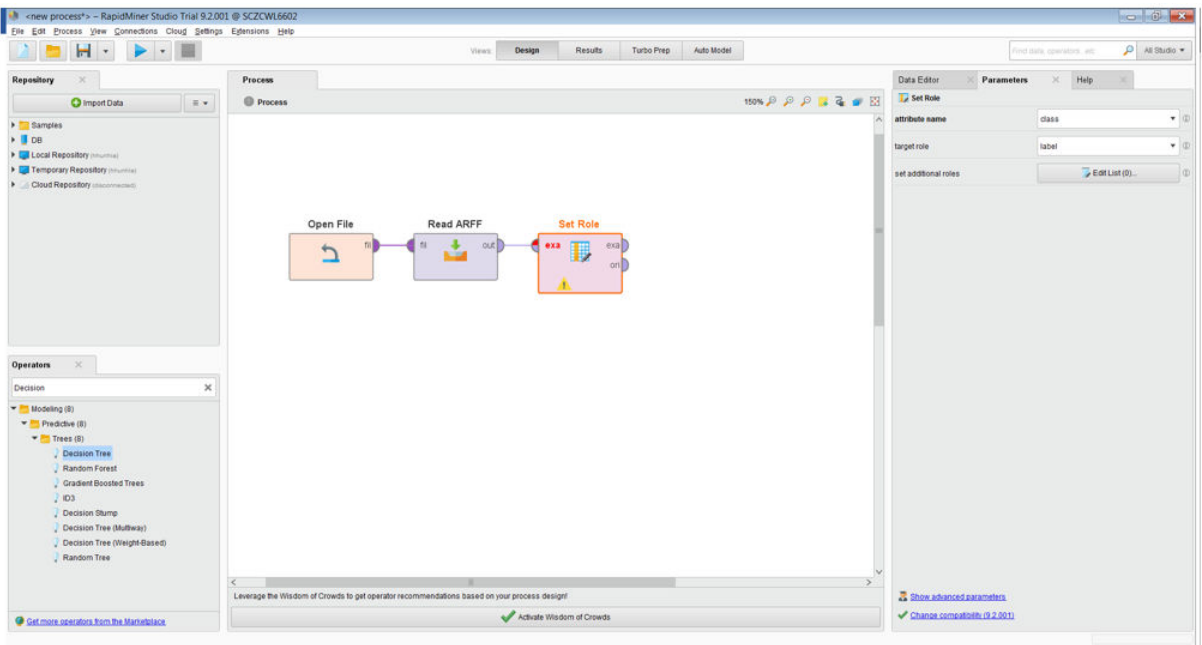 <new process*> – RapidMiner Studio Trial 9.2.001 @ SCZCWL6602
File Edit Process View Connections Cloud Settings Extensions Help
Views: Design Results Turbo Prep Auto Model
Find data, operators...etc
All Studio
Repository
Import Data
Samples
DB
Local Repository
Temporary Repository
Cloud Repository (disconnected)
Operators
Decision
Modeling (8)
Predictive (8)
Trees (8)
Decision Tree
Random Forest
Gradient Boosted Trees
ID3
Decision Stump
Decision Tree (Multiway)
Decision Tree (Weight-Based)
Random Tree
Get more operators from the Marketplace
Process
Process
150%
Open File
fil
Read ARFF
fil
out
Set Role
exa
exa
ori
Leverage the Wisdom of Crowds to get operator recommendations based on your process design!
Activate Wisdom of Crowds
Data Editor
Parameters
Help
Set Role
attribute name
class
target role
label
set additional roles
Edit List (0)...
Show advanced parameters
Change compatibility (9.2.001)